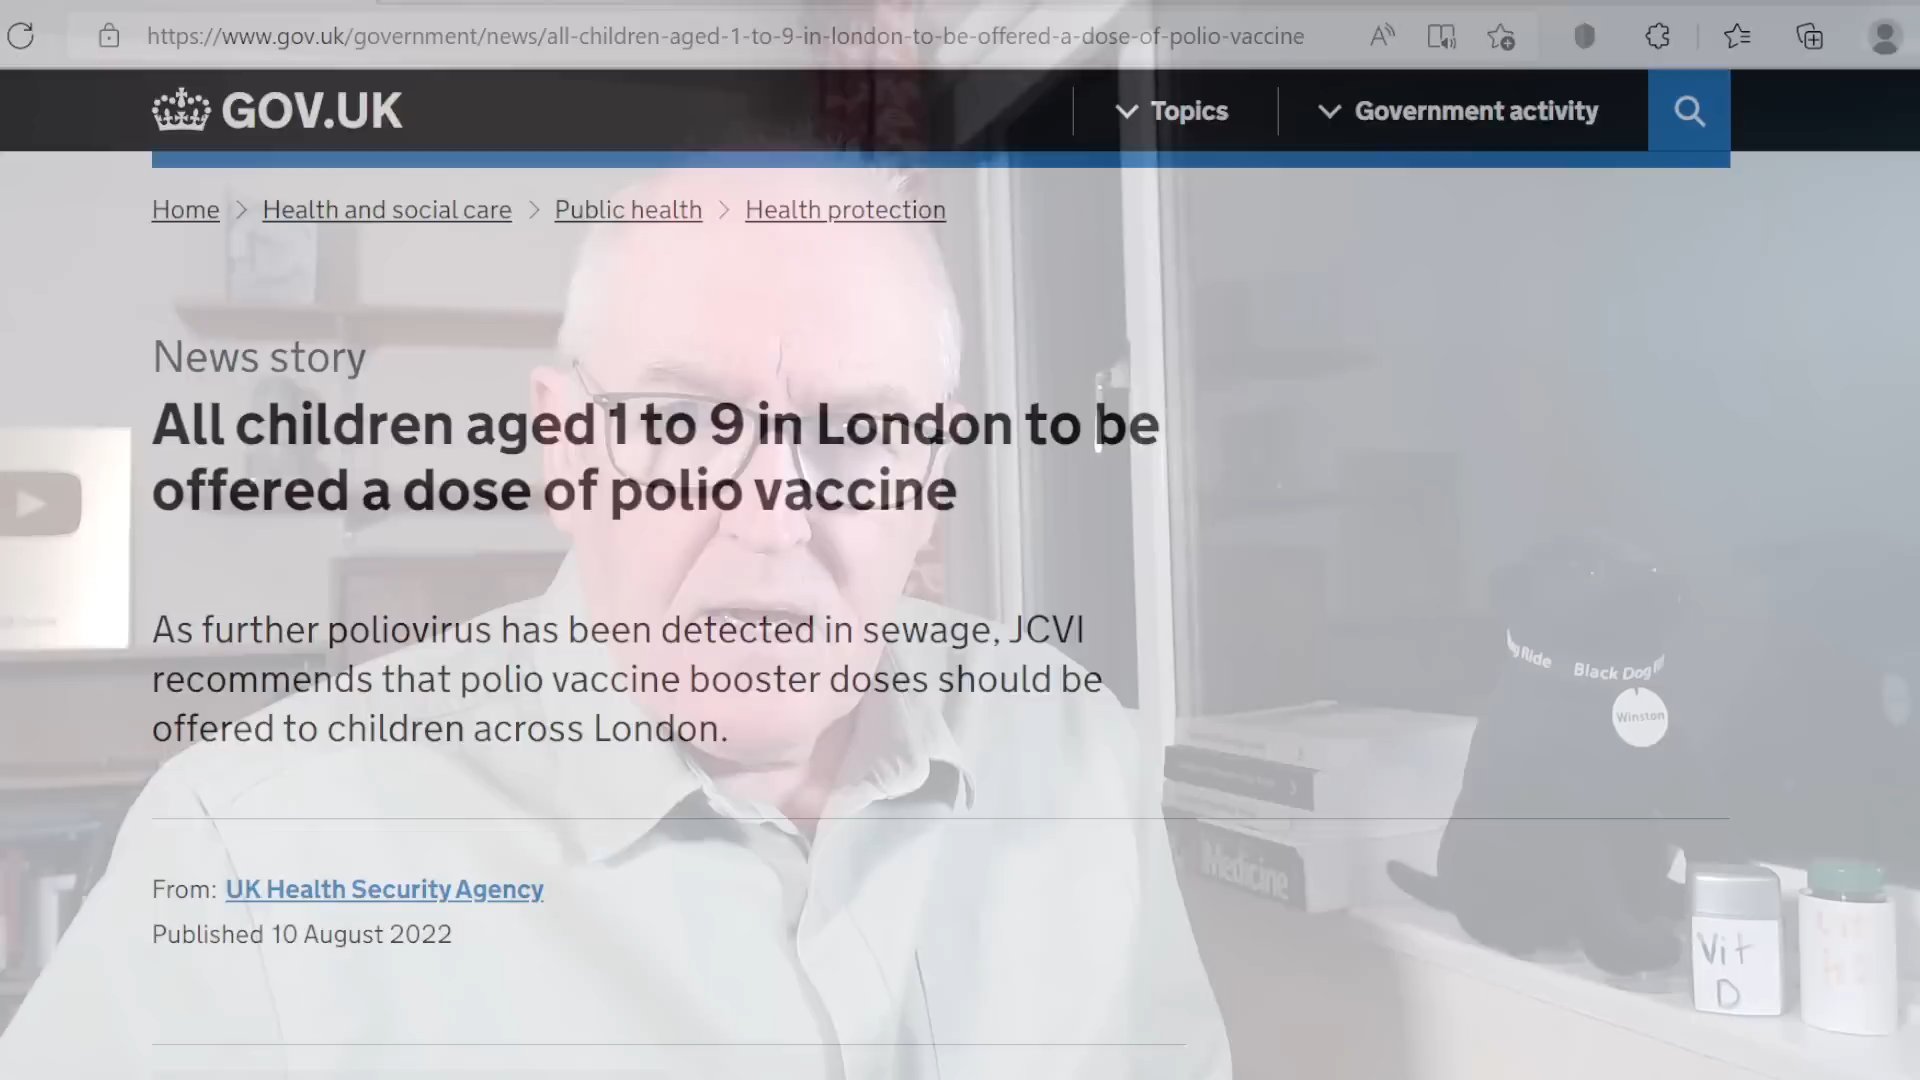 https://www.gov.uk/government/news/all-children-aged-1-to-9-in-london-to-be-offered-a-dose-of-polio-vaccine
GOV.UK
Topics
Government activity
Home > Health and social care > Public health > Health protection
News story
All children aged 1 to 9 in London to be
offered a dose of polio vaccine
As further poliovirus has been detected in sewage, JCVI
recommends that polio vaccine booster doses should be
offered to children across London.
From: UK Health Security Agency
Published 10 August 2022
Black Dog
Winston
Medicine
Vit
D